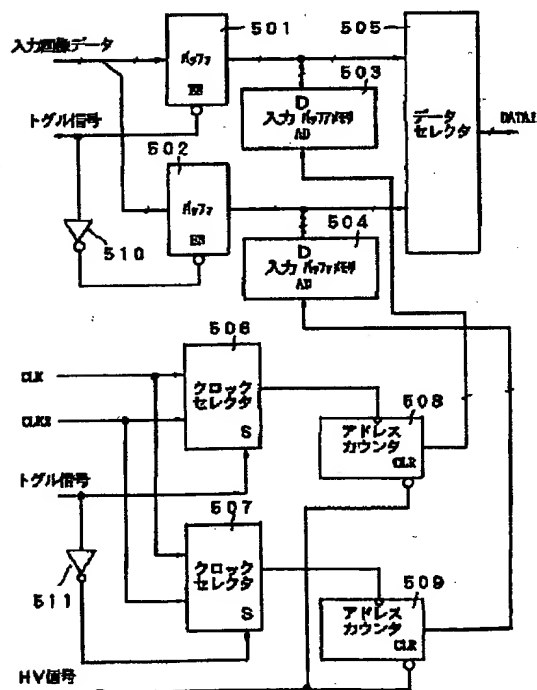 501
505
入力画像データ
バッファ
EN
503
D
入力バッファメモリ
AD
データ
セレクタ
DATA2
トグル信号
502
バッファ
EN
504
D
入力バッファメモリ
AD
510
506
CLK
クロック
セレクタ
S
CLK2
508
アドレス
カウンタ
CLR
トグル信号
507
クロック
セレクタ
S
511
509
アドレス
カウンタ
CLR
HV信号